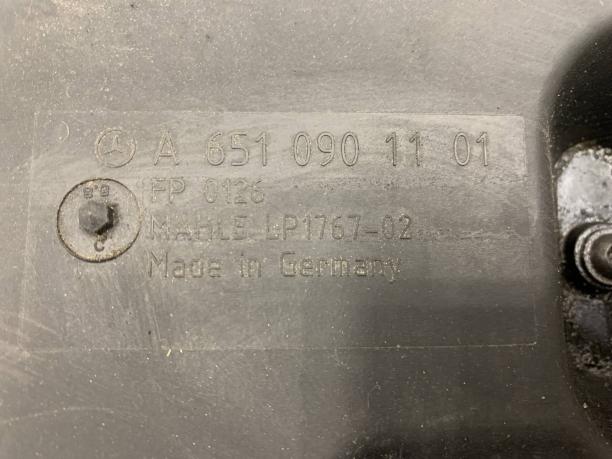 A 651 090 11 01
FP 0126
MAHLE LP1767-02
Made in Germany